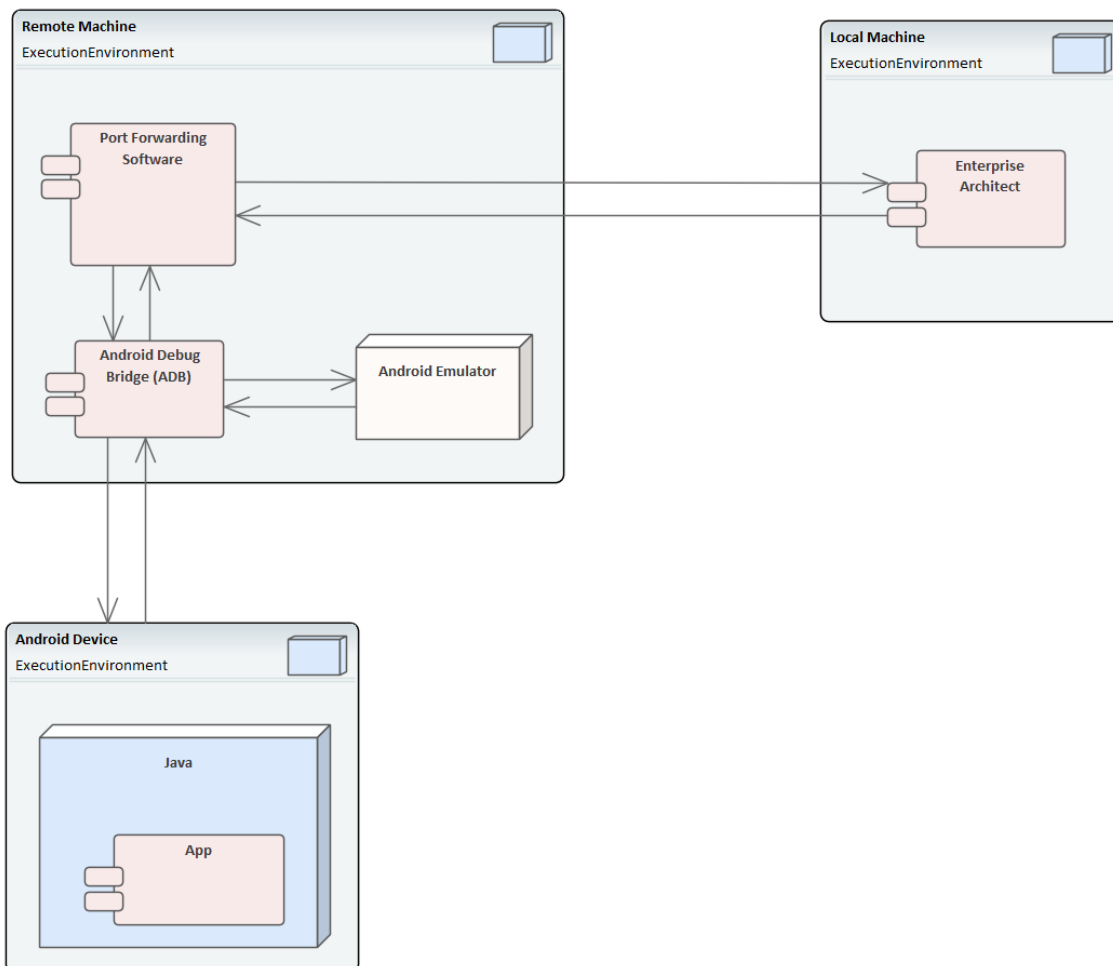 Remote Machine
ExecutionEnvironment
Local Machine
ExecutionEnvironment
Port Forwarding
Software
Enterprise
Architect
Android Debug
Bridge (ADB)
Android Emulator
Android Device
ExecutionEnvironment
Java
App